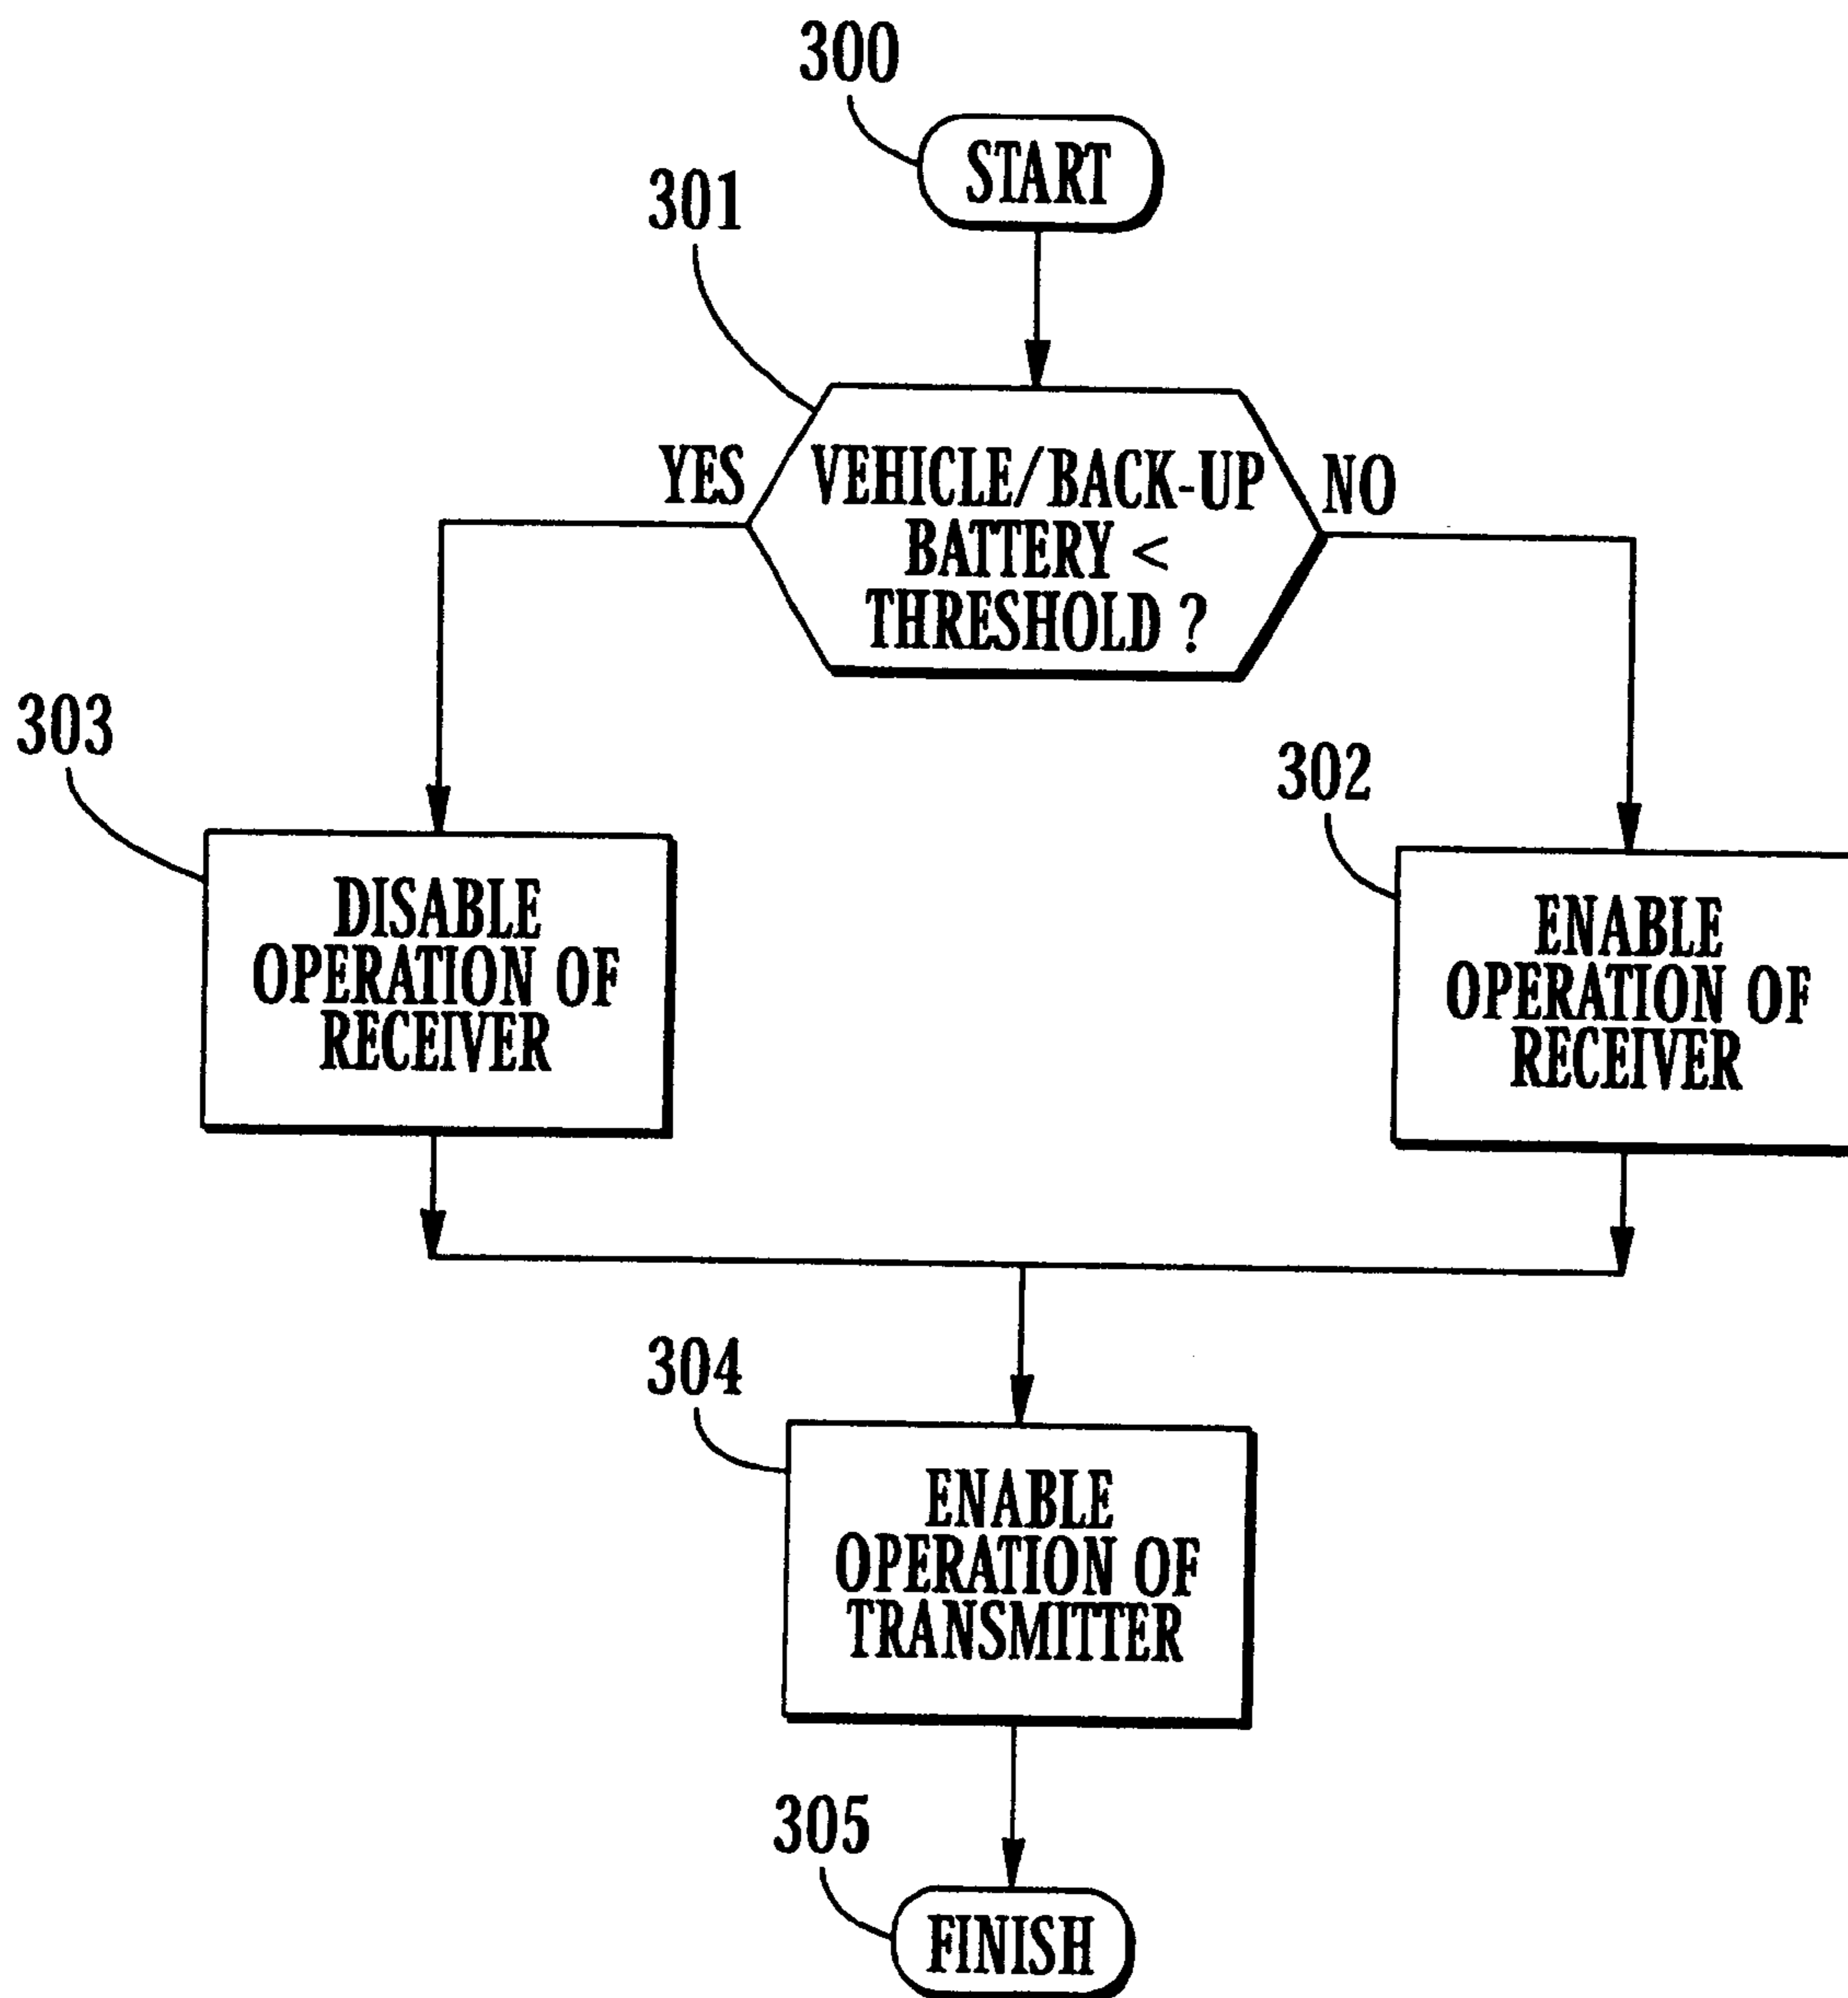 300
START
301
YES
VEHICLE/BACK-UP
BATTERY <
THRESHOLD ?
NO
303
DISABLE
OPERATION OF
RECEIVER
302
ENABLE
OPERATION OF
RECEIVER
304
ENABLE
OPERATION OF
TRANSMITTER
305
FINISH